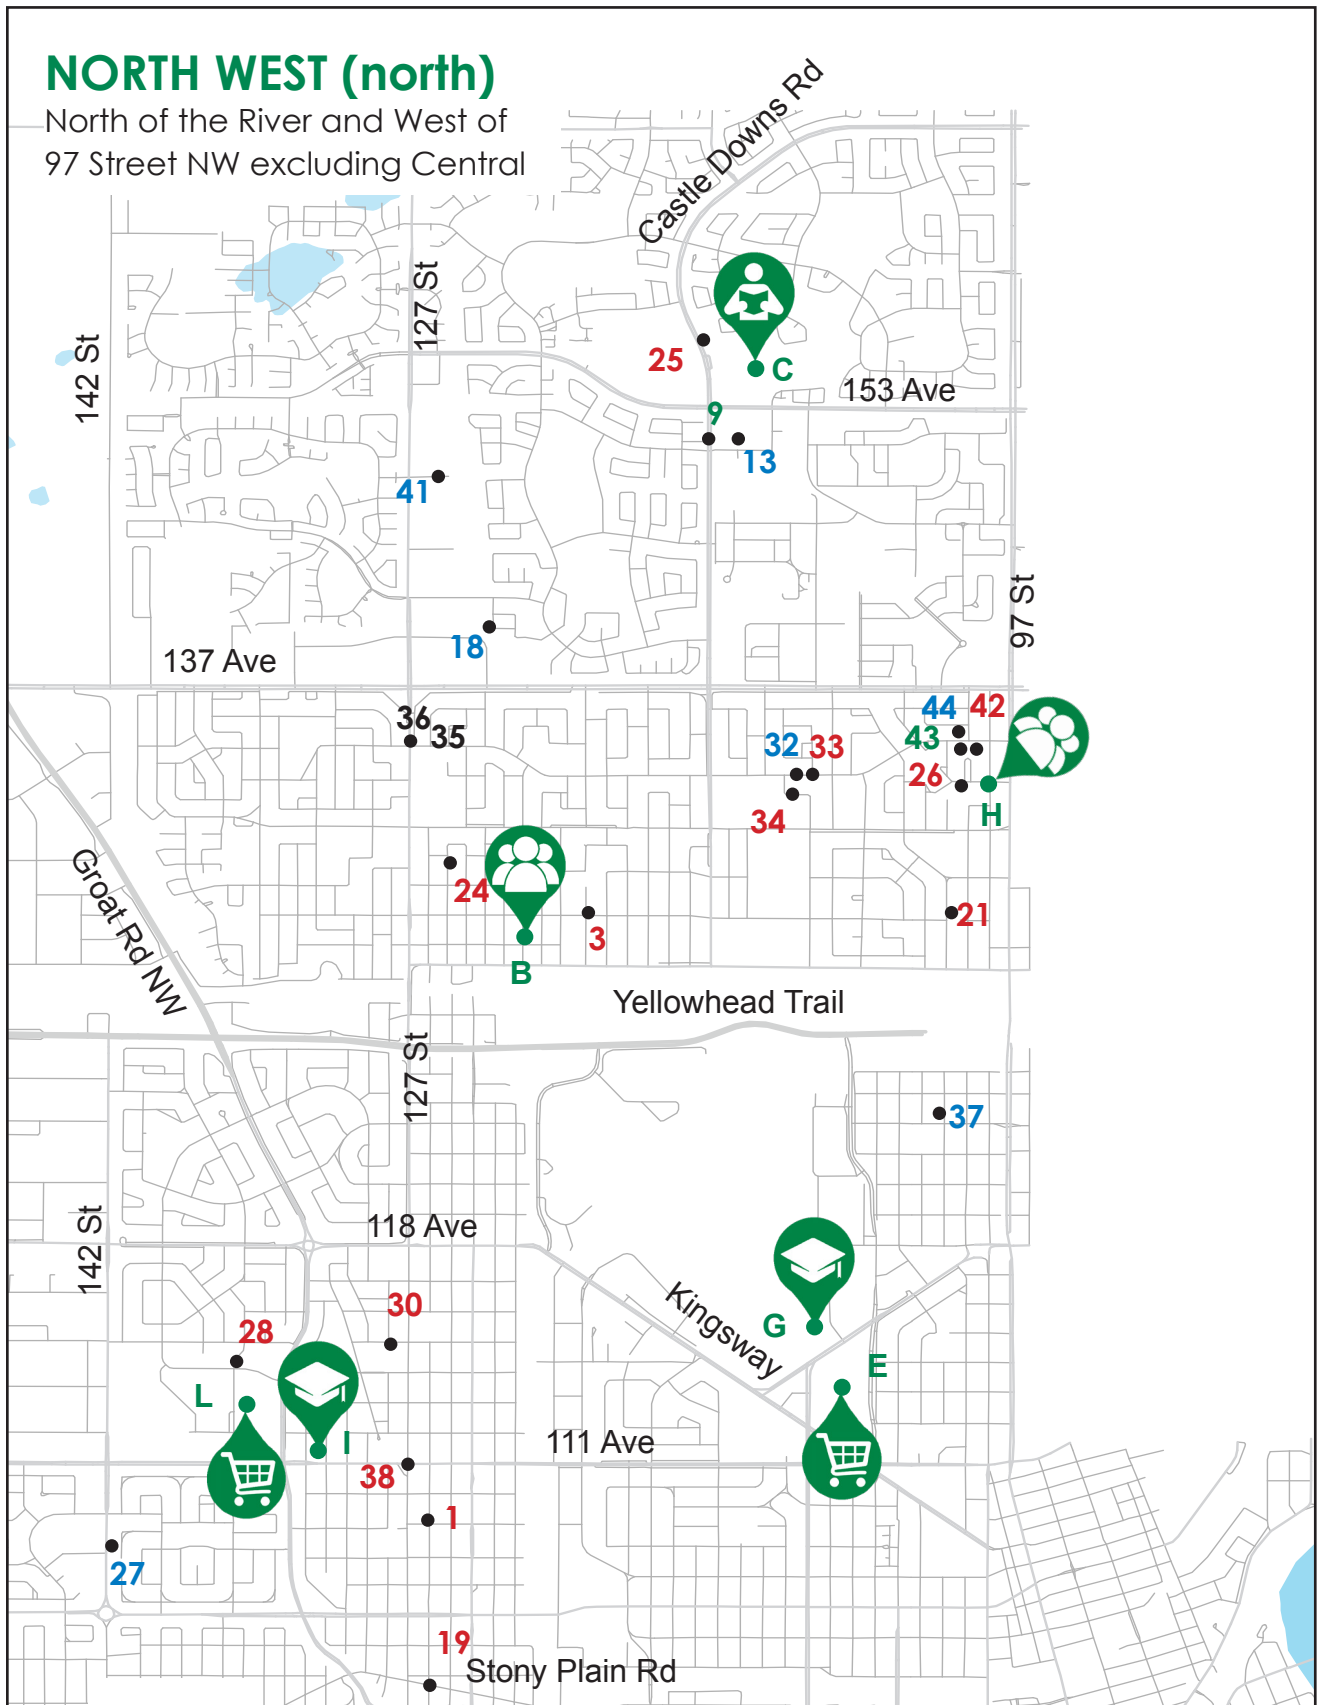 NORTH WEST (north)
North of the River and West of
97 Street NW excluding Central
Castle Downs Rd
127 St
142 St
25
C
153 Ave
9
13
41
97 St
18
137 Ave
44
42
36
35
43
32
33
26
H
34
Groat Rd NW
24
3
21
B
Yellowhead Trail
127 St
37
142 St
118 Ave
30
Kingsway
G
28
E
L
I
111 Ave
38
1
27
19
Stony Plain Rd